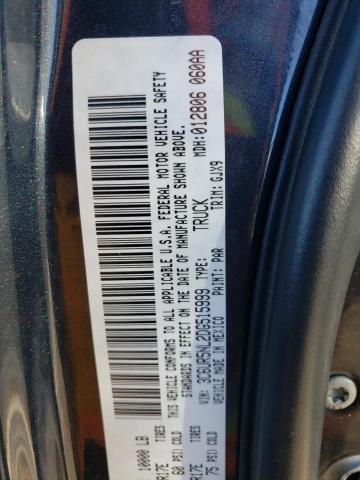 10000 LB
R17E TIRES
60 PSI/ COLD
R17E TIRES
75 PSI/ COLD
THIS VEHICLE CONFORMS TO ALL APPLICABLE U.S.A. FEDERAL MOTOR VEHICLE SAFETY
STANDARDS IN EFFECT ON THE DATE OF MANUFACTURE SHOWN ABOVE.
3C6UR5NL2DG515999 TYPE: TRUCK MDH:012806 060AA
VEHICLE MADE IN MEXICO PAINT: PAR TRIM: GJX9